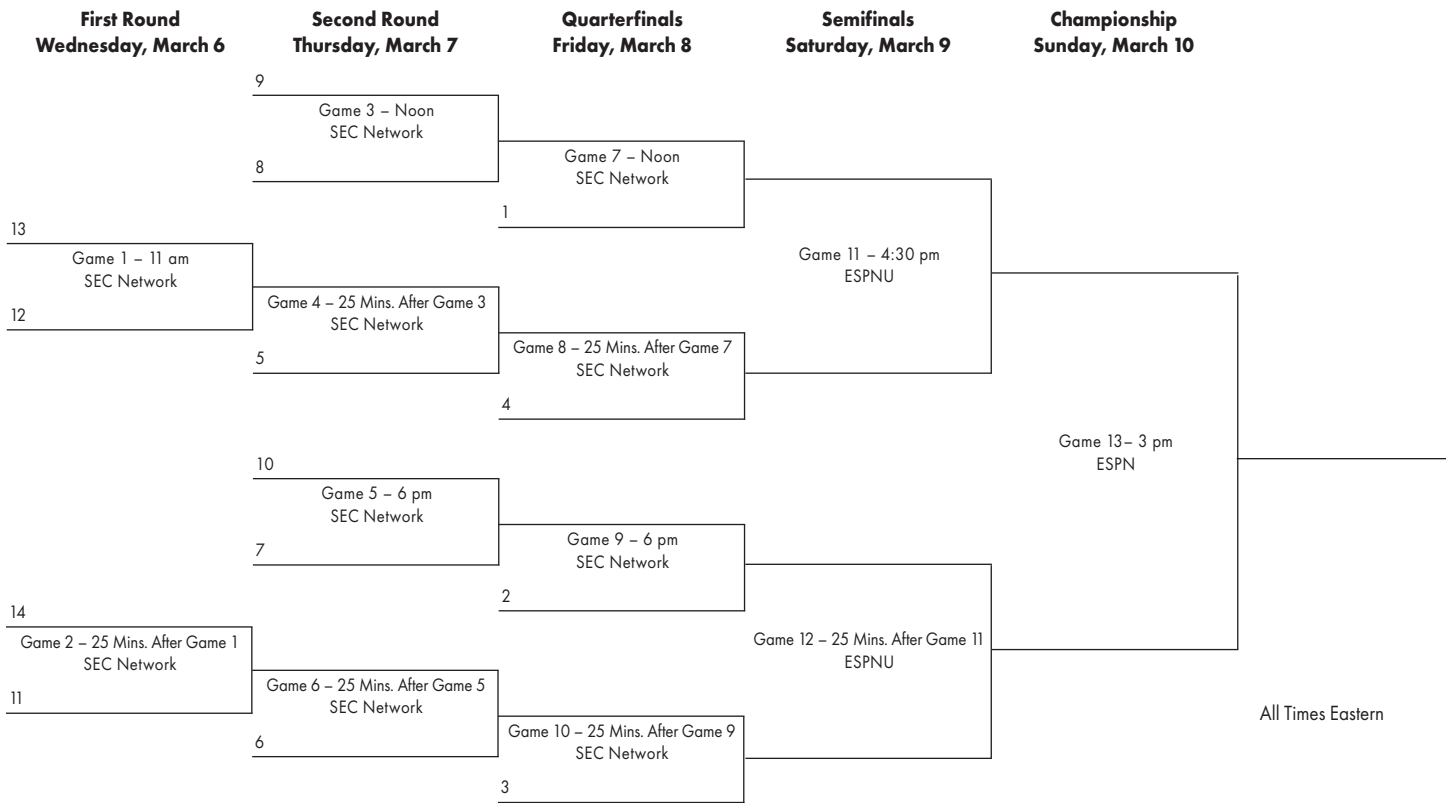 First Round
Wednesday, March 6
Second Round
Thursday, March 7
Quarterfinals
Friday, March 8
Semifinals
Saturday, March 9
Championship
Sunday, March 10
9
Game 3 – Noon
SEC Network
8
Game 7 – Noon
SEC Network
1
13
Game 1 – 11 am
SEC Network
12
Game 4 – 25 Mins. After Game 3
SEC Network
5
Game 8 – 25 Mins. After Game 7
SEC Network
4
Game 11 – 4:30 pm
ESPNU
10
Game 5 – 6 pm
SEC Network
7
Game 9 – 6 pm
SEC Network
2
14
Game 2 – 25 Mins. After Game 1
SEC Network
11
Game 6 – 25 Mins. After Game 5
SEC Network
6
Game 10 – 25 Mins. After Game 9
SEC Network
3
Game 12 – 25 Mins. After Game 11
ESPNU
Game 13– 3 pm
ESPN
All Times Eastern